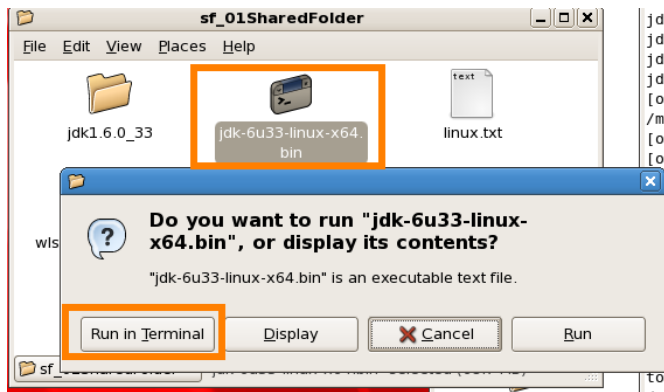 sf_01SharedFolder
File Edit View Places Help
text
jdk1.6.0_33
jdk-6u33-linux-x64.
bin
linux.txt
wls
Do you want to run "jdk-6u33-linux-
x64.bin", or display its contents?
"jdk-6u33-linux-x64.bin" is an executable text file.
Run in Terminal Display Cancel Run
sf_
jd
jd
jd
jd
[o
/m
[o
[o
to